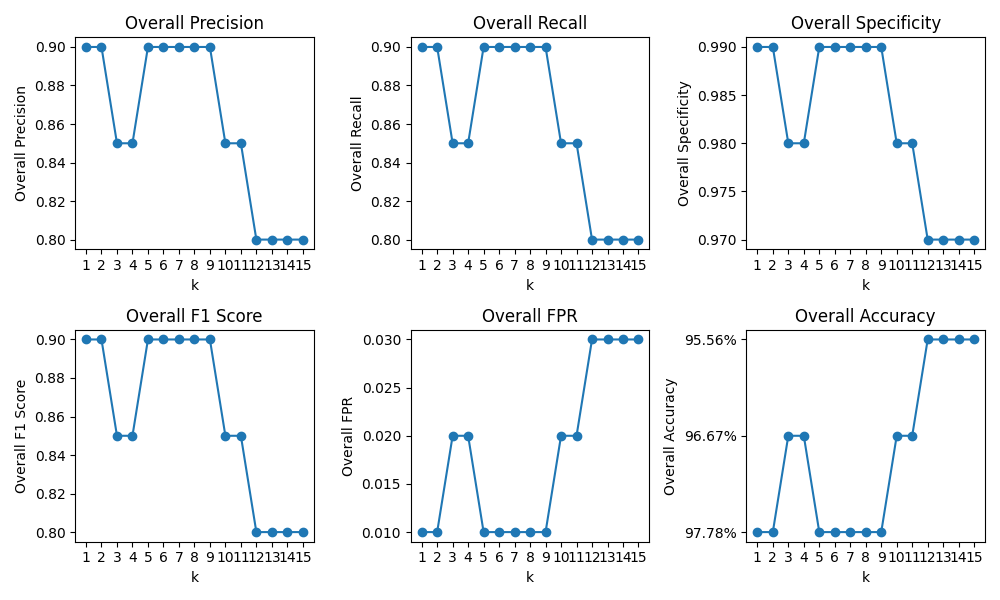 Overall Precision
Overall Precision
0.90
0.88
0.86
0.84
0.82
0.80
1 2 3 4 5 6 7 8 9 10 11 12 13 14 15
k
Overall Recall
Overall Recall
0.90
0.88
0.86
0.84
0.82
0.80
1 2 3 4 5 6 7 8 9 10 11 12 13 14 15
k
Overall Specificity
Overall Specificity
0.990
0.985
0.980
0.975
0.970
1 2 3 4 5 6 7 8 9 10 11 12 13 14 15
k
Overall F1 Score
Overall F1 Score
0.90
0.88
0.86
0.84
0.82
0.80
1 2 3 4 5 6 7 8 9 10 11 12 13 14 15
k
Overall FPR
Overall FPR
0.030
0.025
0.020
0.015
0.010
1 2 3 4 5 6 7 8 9 10 11 12 13 14 15
k
Overall Accuracy
Overall Accuracy
95.56%
96.67%
97.78%
1 2 3 4 5 6 7 8 9 10 11 12 13 14 15
k